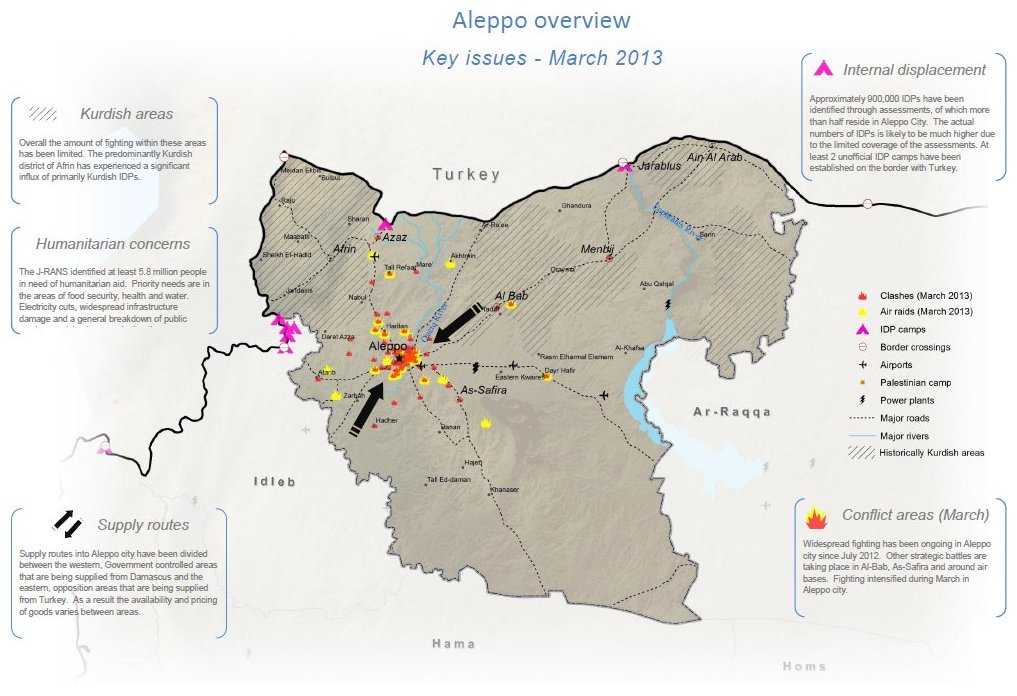 Aleppo overview
Key issues - March 2013
Kurdish areas
Overall the amount of fighting within these areas
has been limited. The predominantly Kurdish
district of Afrin has experienced a significant
influx of primarily Kurdish IDPs.
Humanitarian concerns
The J-RANS identified at least 5.8 million people
in need of humanitarian aid. Priority needs are in
the areas of food security, health and water.
Electricity cuts, widespread infrastructure
damage and a general breakdown of public
Supply routes
Supply routes into Aleppo city have been divided
between the western, Government controlled areas
that are being supplied from Damascus and the
eastern, opposition areas that are being supplied
from Turkey. As a result the availability and pricing
of goods varies between areas.
Internal displacement
Approximately 900,000 IDPs have been
identified through assessments, of which more
than half reside in Aleppo City. The actual
numbers of IDPs is likely to be much higher due
to the limited coverage of the assessments. At
least 2 unofficial IDP camps have been
established on the border with Turkey.
Clashes (March 2013)
Air raids (March 2013)
IDP camps
Border crossings
Airports
Palestinian camp
Power plants
Major roads
Major rivers
Historically Kurdish areas
Conflict areas (March)
Widespread fighting has been ongoing in Aleppo
city since July 2012. Other strategic battles are
taking place in Al-Bab, As-Safira and around air
bases. Fighting intensified during March in
Aleppo city.
Turkey
Ain Al Arab
Jarablus
Meidan Ekbis
Bulbul
Raju
Sharan
Ghandura
Euphrates River
Ar-Ra'ee
Maabatli
Afrin
Azaz
Sarin
Sheikh El-Hadid
Menbij
Mare'
Akhtrin
Tall Refaat
Jandairis
Abu Qalqal
Nabul
Al Bab
Tadaf
Haritan
Daret Azza
Aleppo
Al-Khafsa
Rasm Elharmal Elemam
Atarib
Eastern Kwaires
Dayr Hafir
As-Safira
Zarbah
Ar-Raqqa
Hadher
Banan
Hajeb
Idleb
Tall Ed-daman
Khanaser
Hama
Homs